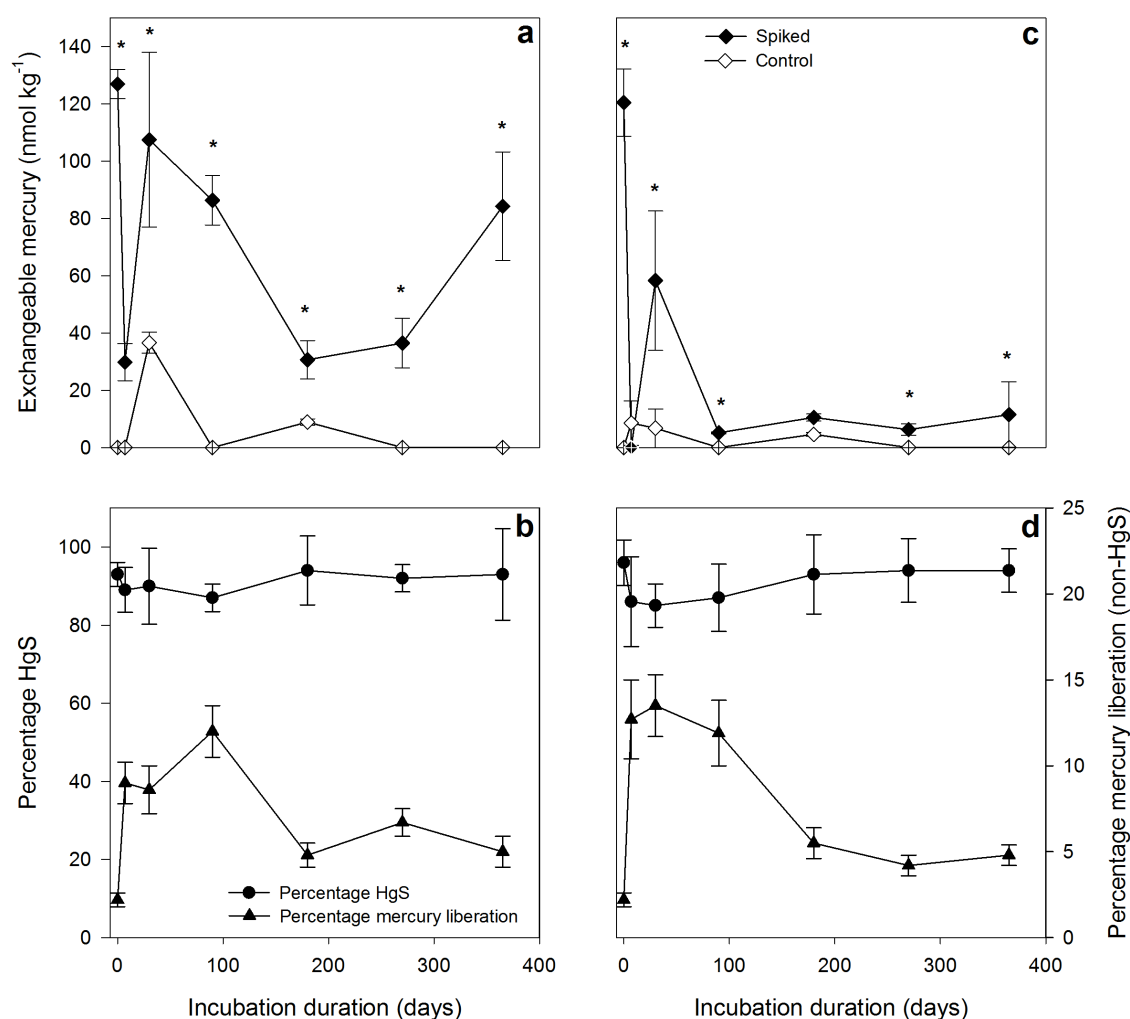 a
c
Exchangeable mercury (nmol kg⁻¹)
140
120
100
80
60
40
20
0
* * * * * *
Spiked
Control
* * * * *
b
d
Percentage HgS
100
80
60
40
20
0
Percentage HgS
Percentage mercury liberation
25
20
15
10
5
0
Percentage mercury liberation (non-HgS)
0 100 200 300 400
0 100 200 300 400
Incubation duration (days)
Incubation duration (days)